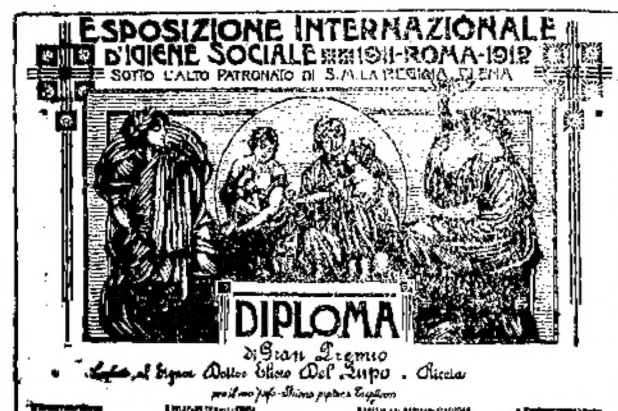 ESPOSIZIONE INTERNAZIONALE
D'IGIENE SOCIALE 1911-ROMA-1912
SOTTO L'ALTO PATRONATO DI S.M. LA REGINA ELENA
DIPLOMA
di Gran Premio
al Signor Dottor Del Lupo - Riccia